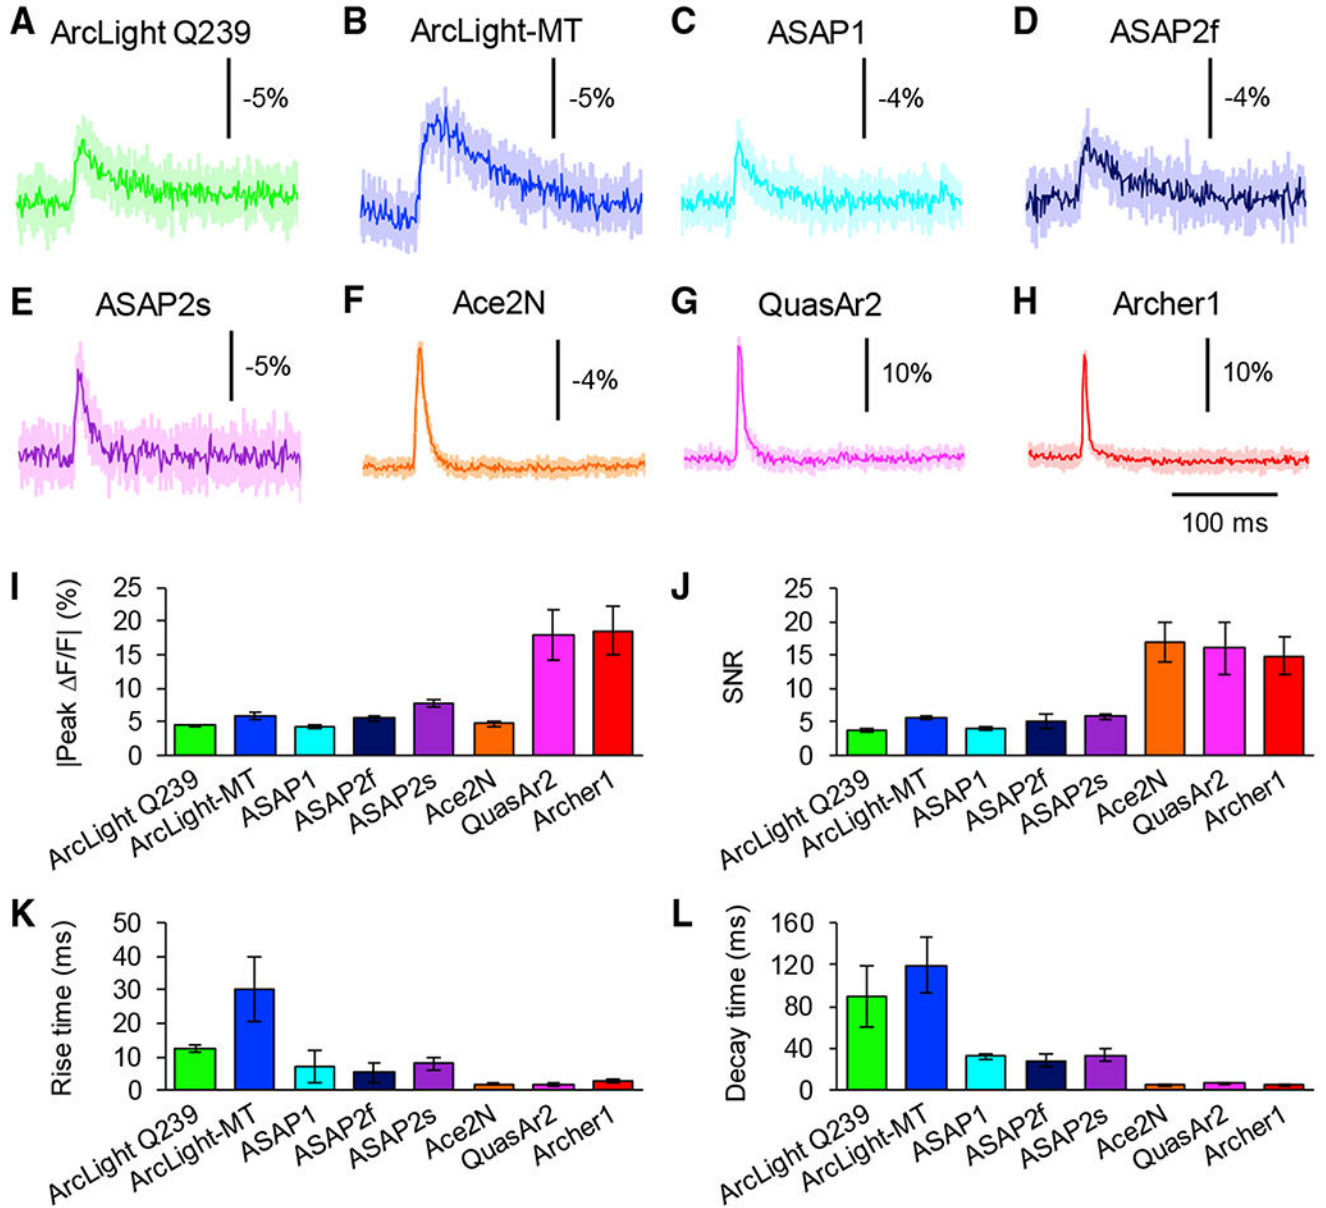 A ArcLight Q239
-5%
B ArcLight-MT
-5%
C ASAP1
-4%
D ASAP2f
-4%
E ASAP2s
-5%
F Ace2N
-4%
G QuasAr2
10%
H Archer1
10%
100 ms
I
|Peak ΔF/F| (%)
25
20
15
10
5
0
ArcLight Q239
ArcLight-MT
ASAP1
ASAP2f
ASAP2s
Ace2N
QuasAr2
Archer1
J
SNR
25
20
15
10
5
0
ArcLight Q239
ArcLight-MT
ASAP1
ASAP2f
ASAP2s
Ace2N
QuasAr2
Archer1
K
Rise time (ms)
50
40
30
20
10
0
ArcLight Q239
ArcLight-MT
ASAP1
ASAP2f
ASAP2s
Ace2N
QuasAr2
Archer1
L
Decay time (ms)
160
120
80
40
0
ArcLight Q239
ArcLight-MT
ASAP1
ASAP2f
ASAP2s
Ace2N
QuasAr2
Archer1